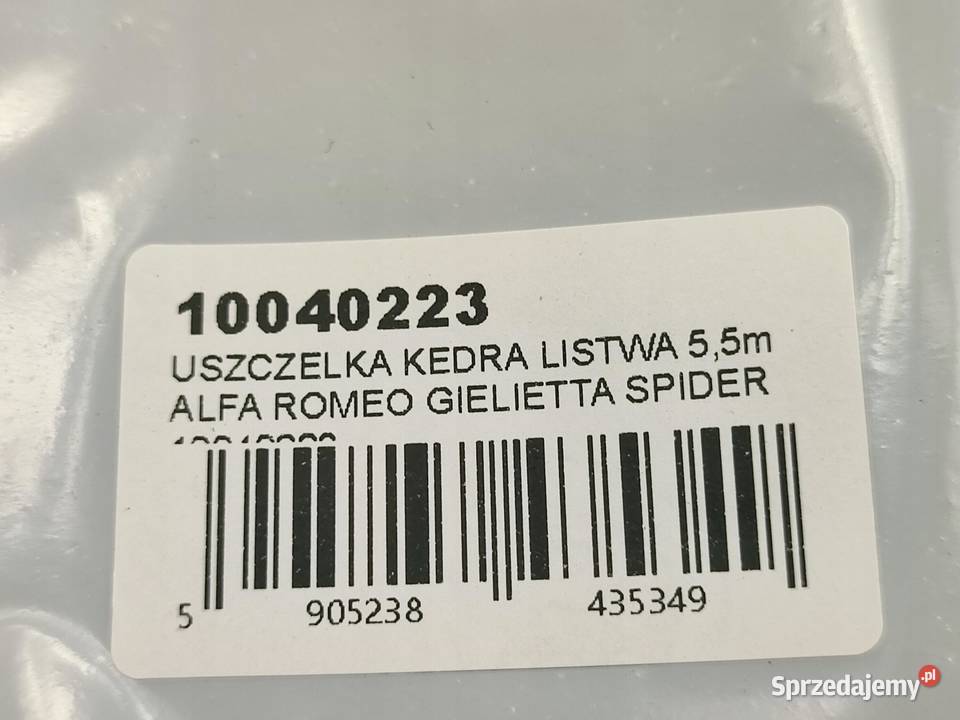 10040223
USZCZELKA KEDRA LISTWA 5,5m
ALFA ROMEO GIELIETTA SPIDER
5 905238 435349
Sprzedajemy.pl